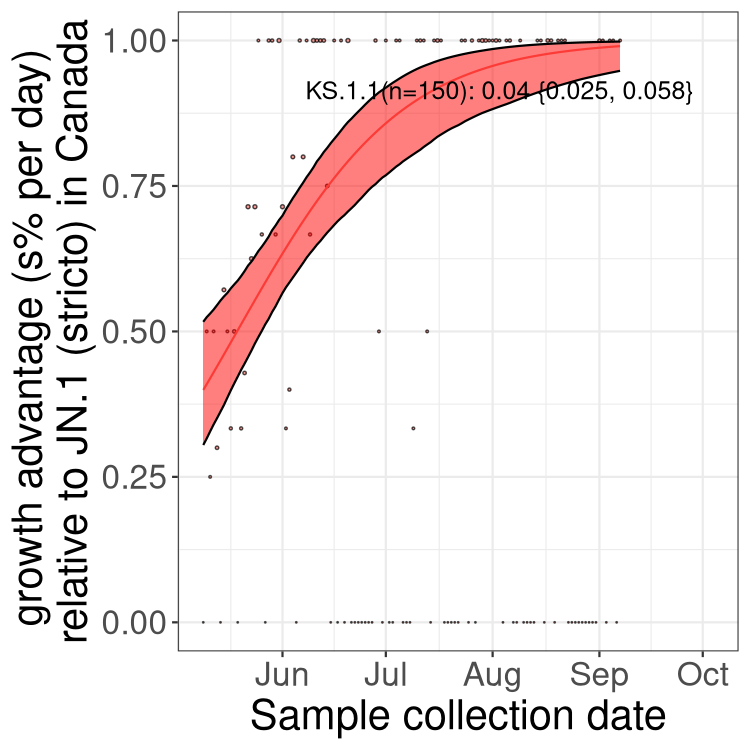 growth advantage (s% per day)
relative to JN.1 (stricto) in Canada
1.00
0.75
0.50
0.25
0.00
KS.1.1(n=150): 0.04 {0.025, 0.058}
Jun Jul Aug Sep Oct
Sample collection date